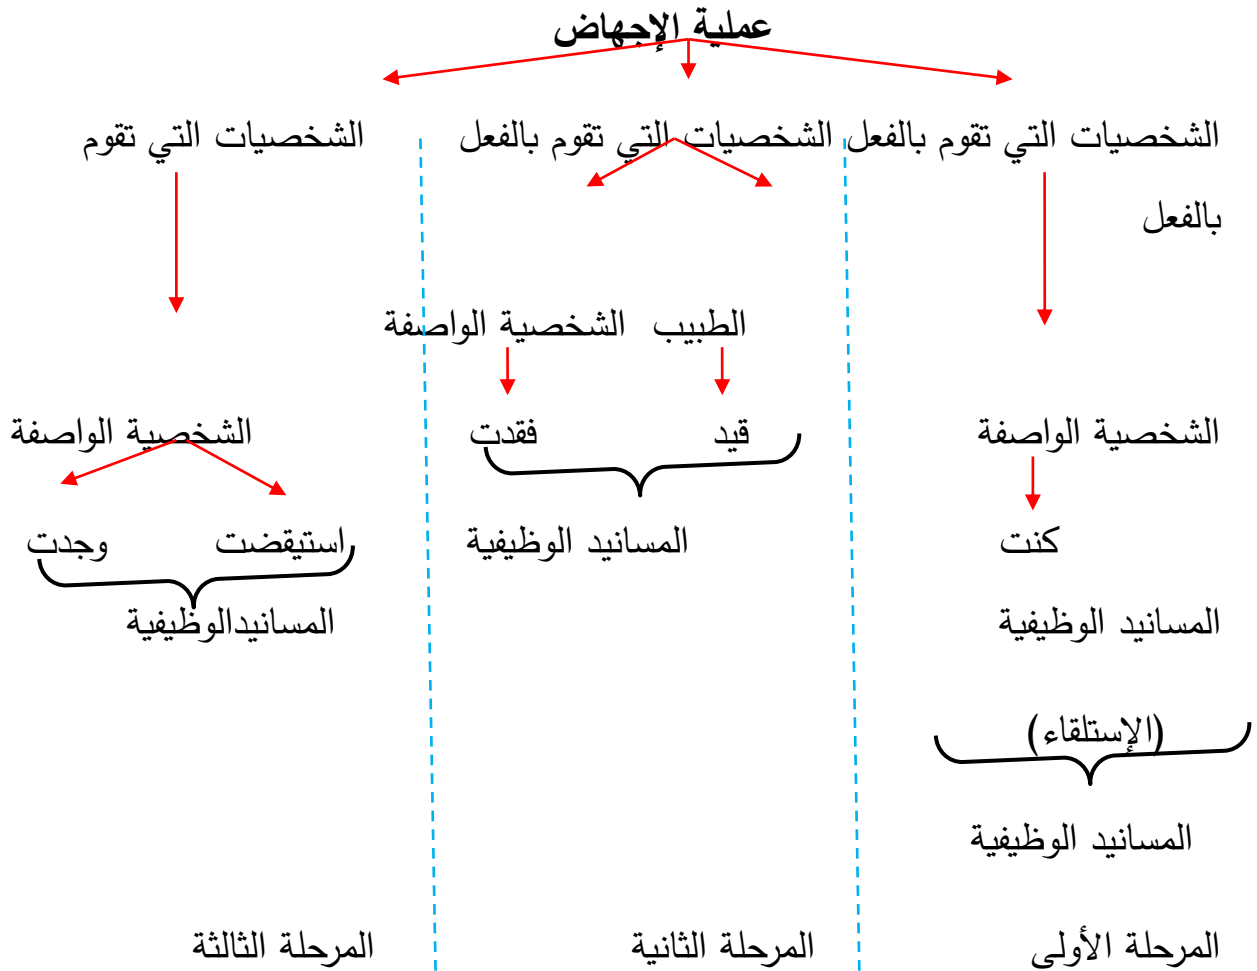 عملية الإجهاض
الشخصيات التي تقوم بالفعل الشخصيات التي تقوم بالفعل الشخصيات التي تقوم
بالفعل
الطبيب الشخصية الواصفة
الشخصية الواصفة قيد فقدت الشخصية الواصفة
كنت المسانيد الوظيفية استيقضت وجدت
المسانيد الوظيفية المسانيدالوظيفية
(الإستلقاء)
المسانيد الوظيفية
المرحلة الأولى المرحلة الثانية المرحلة الثالثة